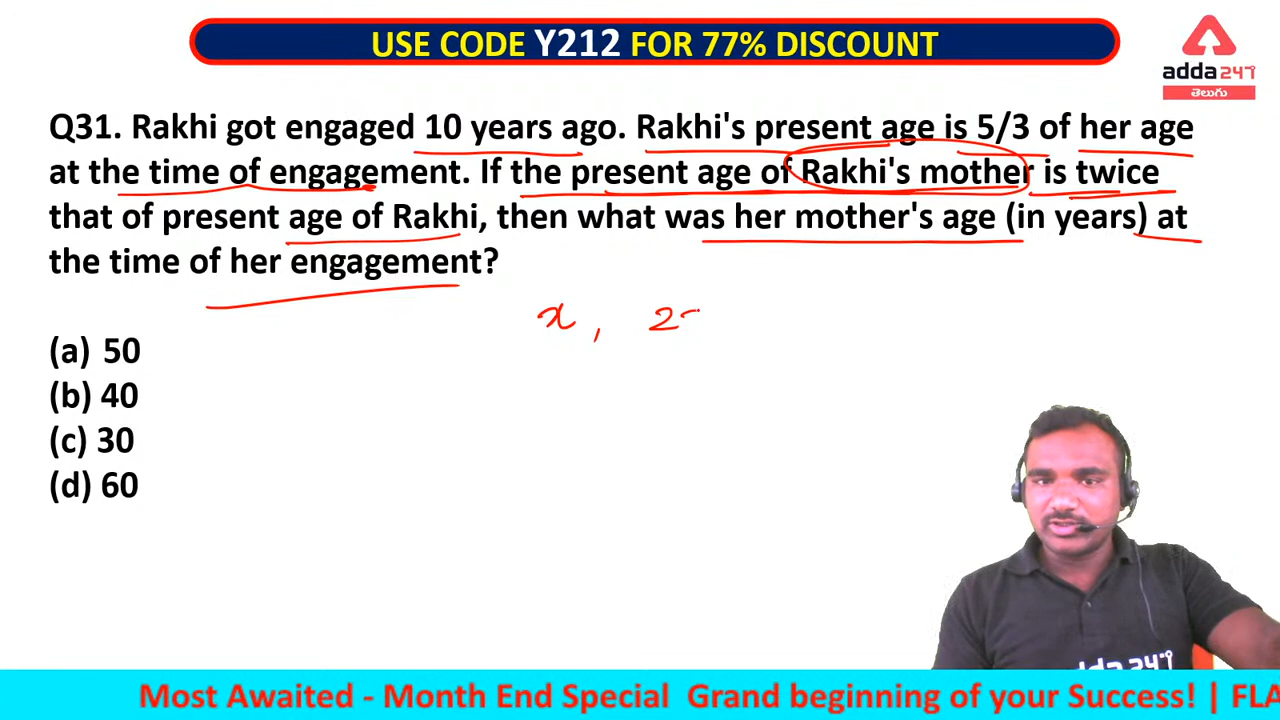 USE CODE Y212 FOR 77% DISCOUNT
adda247
తెలుగు
Q31. Rakhi got engaged 10 years ago. Rakhi's present age is 5/3 of her age
at the time of engagement. If the present age of Rakhi's mother is twice
that of present age of Rakhi, then what was her mother's age (in years) at
the time of her engagement?
x, 2
(a) 50
(b) 40
(c) 30
(d) 60
adda247
Most Awaited - Month End Special Grand beginning of your Success! | FLA